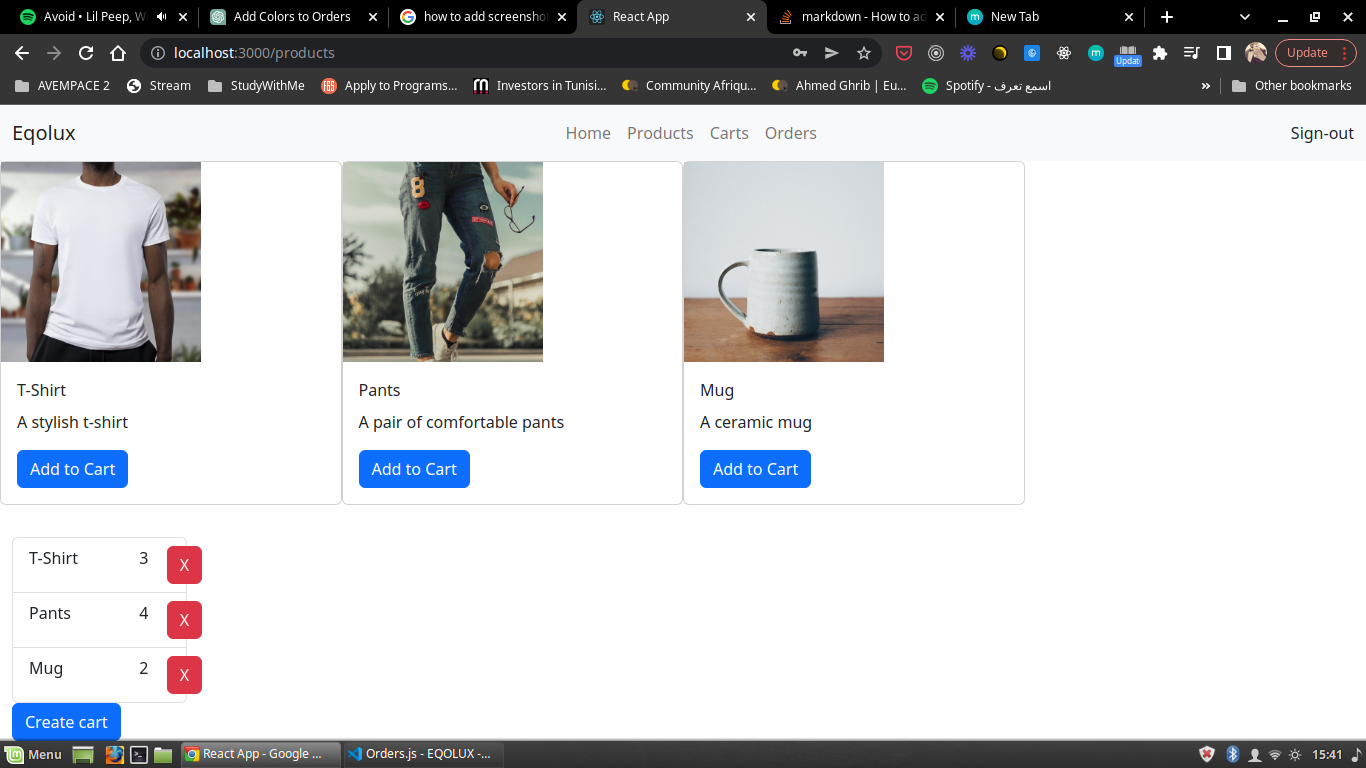 Avoid • Lil Peep, W
Add Colors to Orders
how to add screensho
React App
markdown - How to ad
New Tab
localhost:3000/products
Update
Updat
AVEMPACE 2
Stream
StudyWithMe
Apply to Programs...
Investors in Tunisi...
Community Afriqu...
Ahmed Ghrib | Eu...
Spotify - اسمع تعرف
»
Other bookmarks
Eqolux
Home
Products
Carts
Orders
Sign-out
T-Shirt
A stylish t-shirt
Add to Cart
Pants
A pair of comfortable pants
Add to Cart
Mug
A ceramic mug
Add to Cart
T-Shirt 3 X
Pants 4 X
Mug 2 X
Create cart
Menu
React App - Google ...
Orders.js - EQOLUX -...
15:41